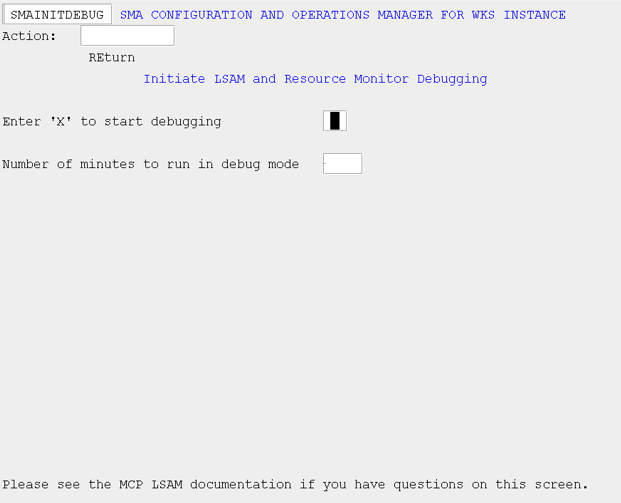 SMAINITDEBUG SMA CONFIGURATION AND OPERATIONS MANAGER FOR WKS INSTANCE
Action:
REturn
Initiate LSAM and Resource Monitor Debugging
Enter 'X' to start debugging
Number of minutes to run in debug mode
Please see the MCP LSAM documentation if you have questions on this screen.